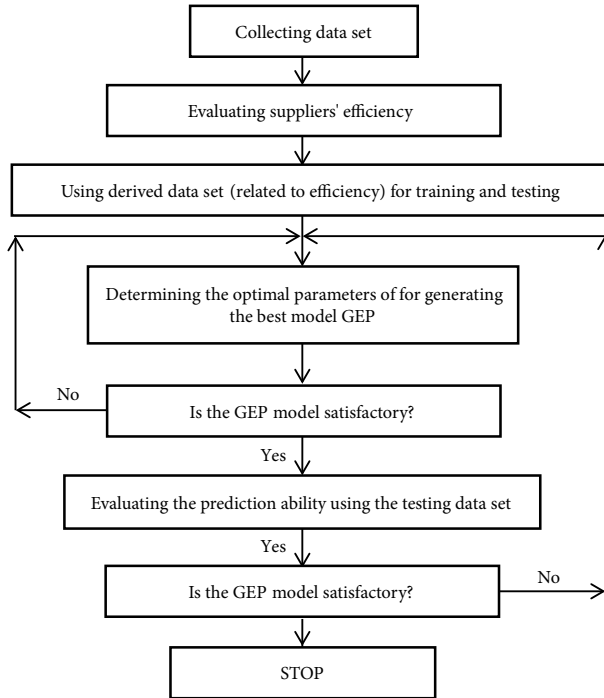 Collecting data set
Evaluating suppliers' efficiency
Using derived data set (related to efficiency) for training and testing
Determining the optimal parameters of for generating
the best model GEP
No
Is the GEP model satisfactory?
Yes
Evaluating the prediction ability using the testing data set
Yes
Is the GEP model satisfactory?
No
STOP